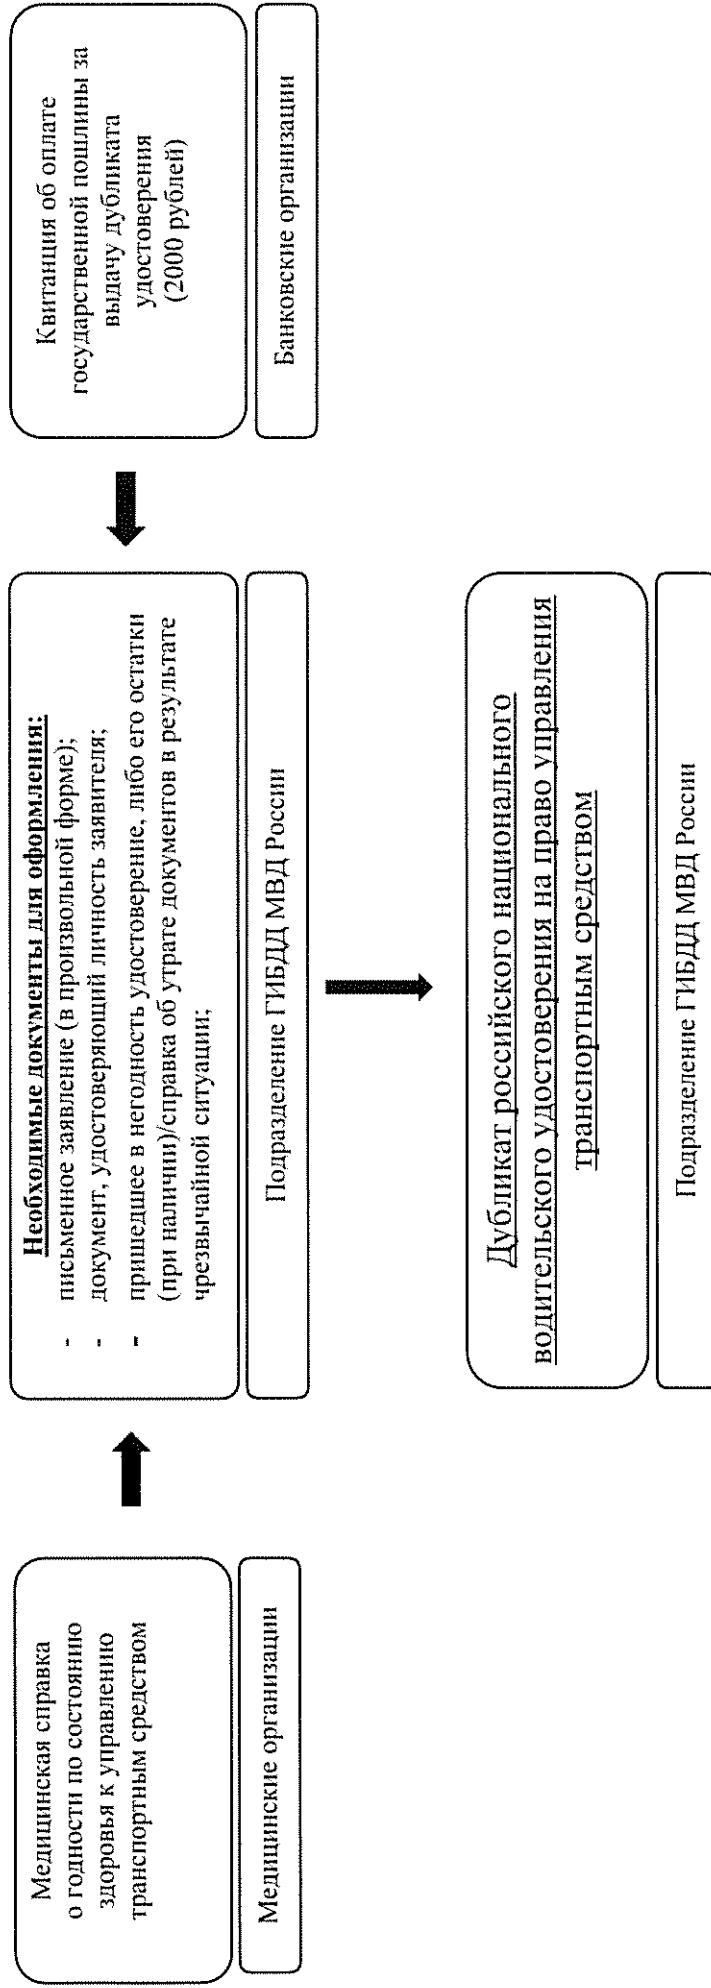 Медицинская справка
о годности по состоянию
здоровья к управлению
транспортным средством
Медицинские организации
Необходимые документы для оформления:
- письменное заявление (в произвольной форме);
- документ, удостоверяющий личность заявителя;
- пришедшее в негодность удостоверение, либо его остатки
(при наличии)/справка об утрате документов в результате
чрезвычайной ситуации;
Подразделение ГИБДД МВД России
Квитанция об оплате
государственной пошлины за
выдачу дубликата
удостоверения
(2000 рублей)
Банковские организации
Дубликат российского национального
водительского удостоверения на право управления
транспортным средством
Подразделение ГИБДД МВД России